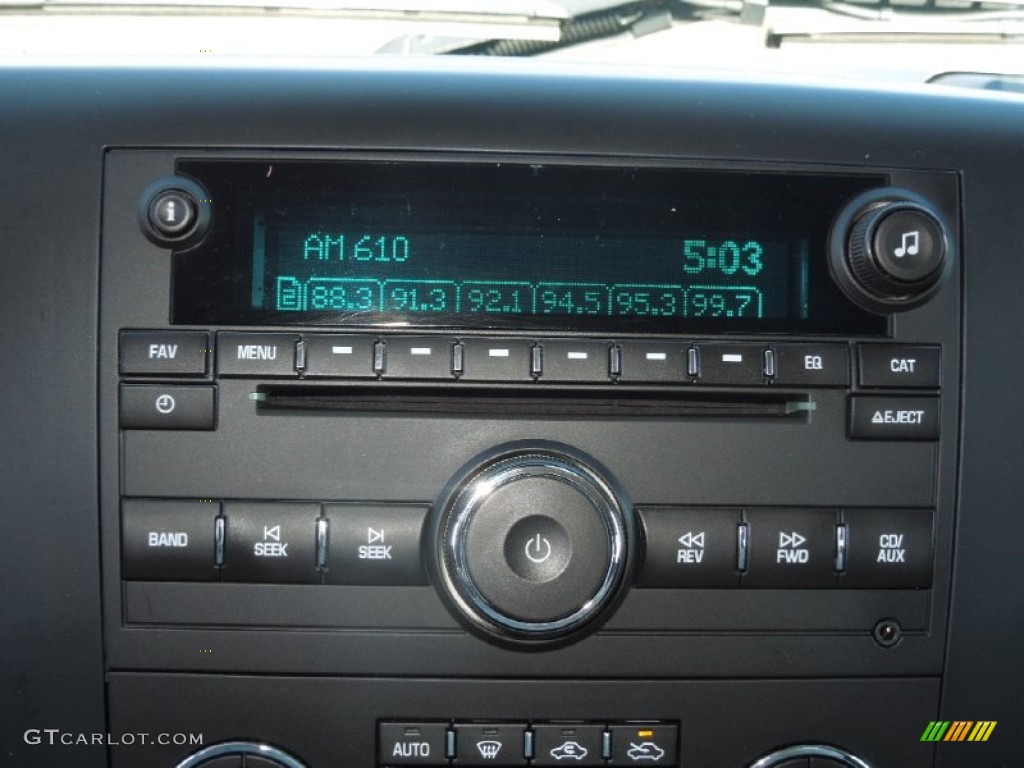 i
AM 610 5:03
2 88.3 91.3 92.1 94.5 95.3 99.7
FAV MENU EQ CAT
EJECT
BAND SEEK SEEK REV FWD CD/
AUX
AUTO
GTcarlot.com